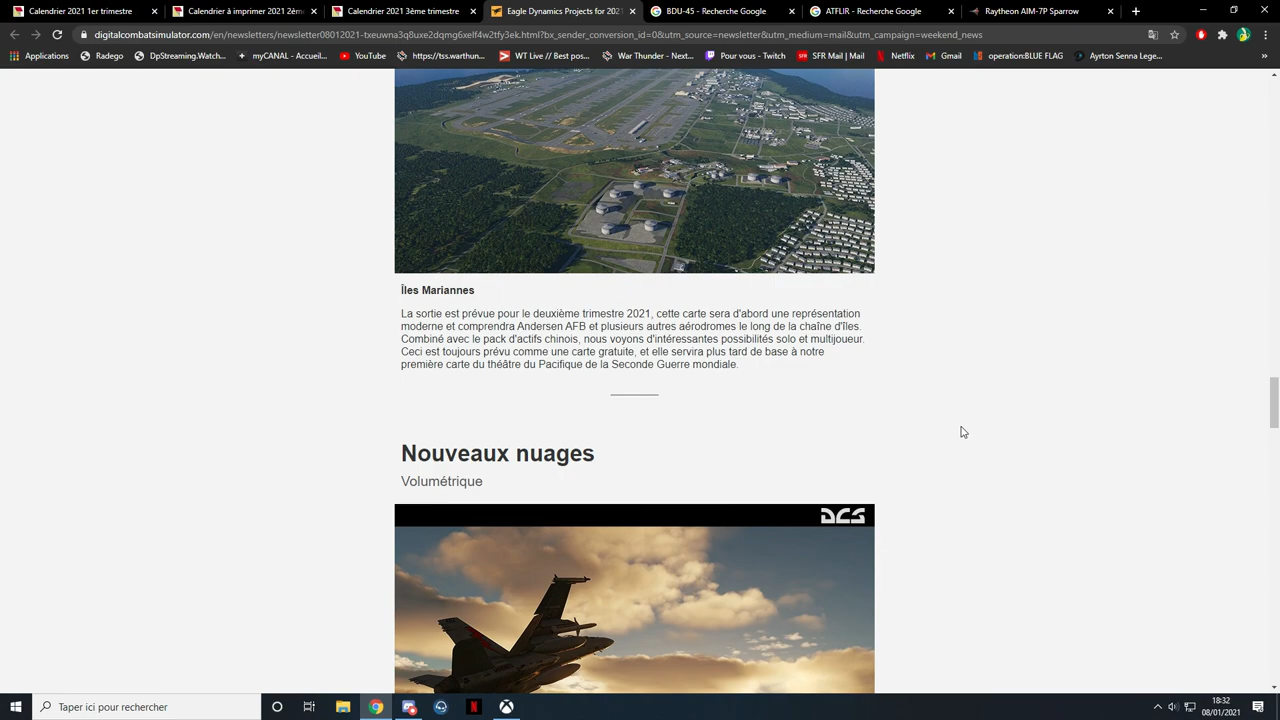 Calendrier 2021 1er trimestre
Calendrier à imprimer 2021 2ém
Calendrier 2021 3ème trimestre
Eagle Dynamics Projects for 2021
BDU-45 - Recherche Google
ATFLIR - Recherche Google
Raytheon AIM-7P Sparrow
digitalcombatsimulator.com/en/newsletters/newsletter08012021-txeuwna3q8uxe2dqmg6xelf4w2tfy3ek.html?bx_sender_conversion_id=0&utm_source=newsletter&utm_medium=mail&utm_campaign=weekend_news
Applications
Radego
DpStreaming.Watch...
myCANAL - Accueil...
YouTube
https://tss.warthun...
WT Live // Best pos...
War Thunder - Next...
Pour vous - Twitch
SFR Mail | Mail
Netflix
Gmail
operation:BLUE FLAG
Ayrton Senna Lege...
Îles Mariannes
La sortie est prévue pour le deuxième trimestre 2021, cette carte sera d'abord une représentation
moderne et comprendra Andersen AFB et plusieurs autres aérodromes le long de la chaîne d'îles.
Combiné avec le pack d'actifs chinois, nous voyons d'intéressantes possibilités solo et multijoueur.
Ceci est toujours prévu comme une carte gratuite, et elle servira plus tard de base à notre
première carte du théâtre du Pacifique de la Seconde Guerre mondiale.
Nouveaux nuages
Volumétrique
DCS
Taper ici pour rechercher
18:32
08/01/2021